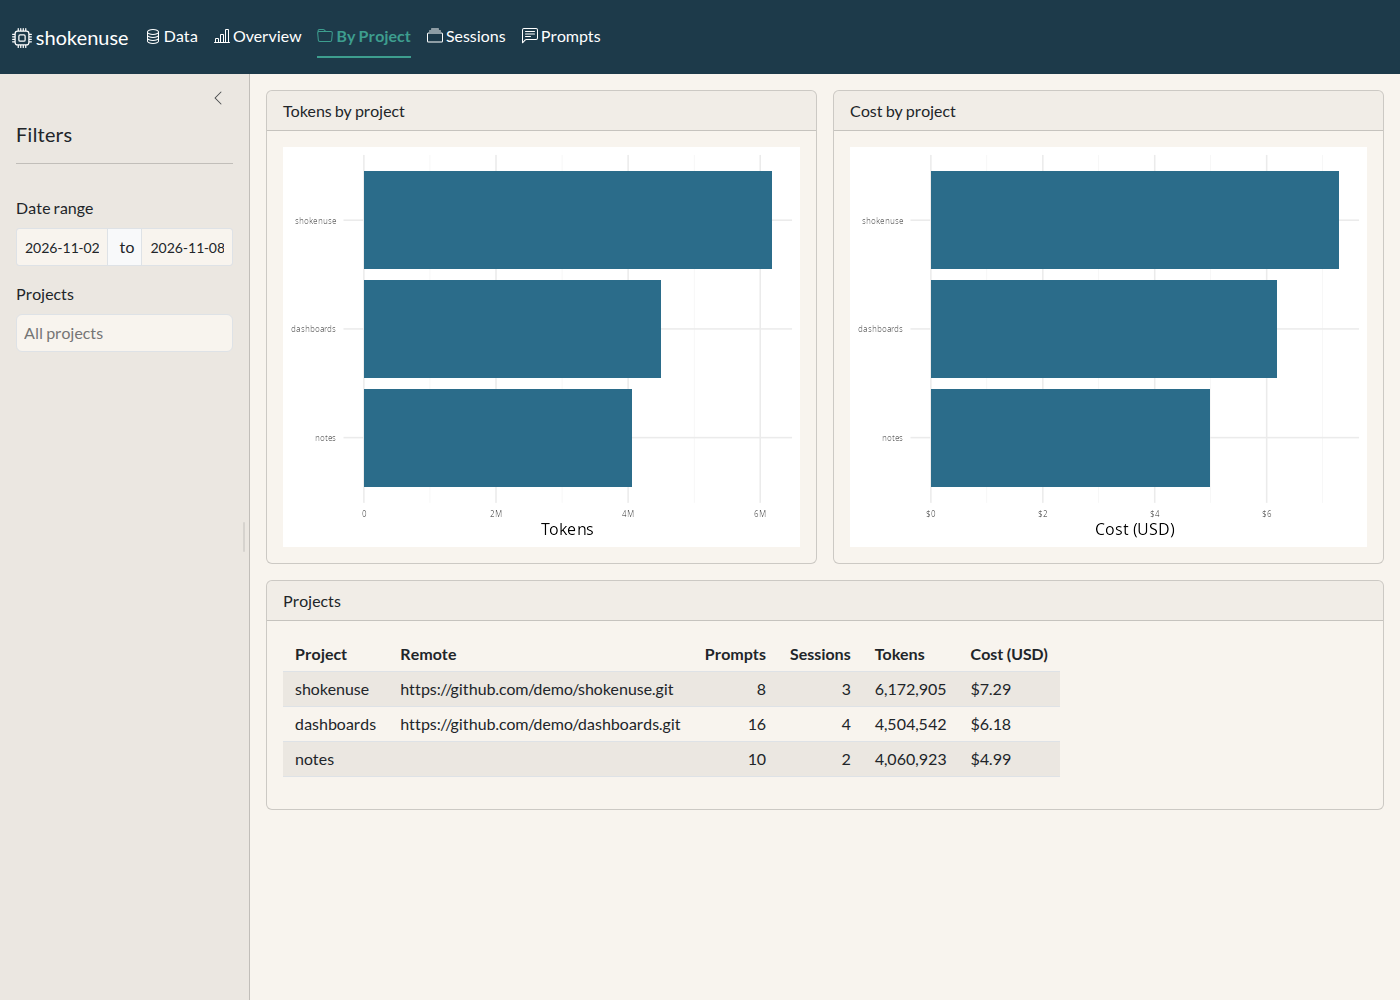 shokenuse Data Overview By Project Sessions Prompts
Filters
Date range
2026-11-02 to 2026-11-08
Projects
All projects
Tokens by project
shokenuse
dashboards
notes
0 2M 4M 6M
Tokens
Cost by project
shokenuse
dashboards
notes
$0 $2 $4 $6
Cost (USD)
Projects
Project Remote Prompts Sessions Tokens Cost (USD)
shokenuse https://github.com/demo/shokenuse.git 8 3 6,172,905 $7.29
dashboards https://github.com/demo/dashboards.git 16 4 4,504,542 $6.18
notes 10 2 4,060,923 $4.99